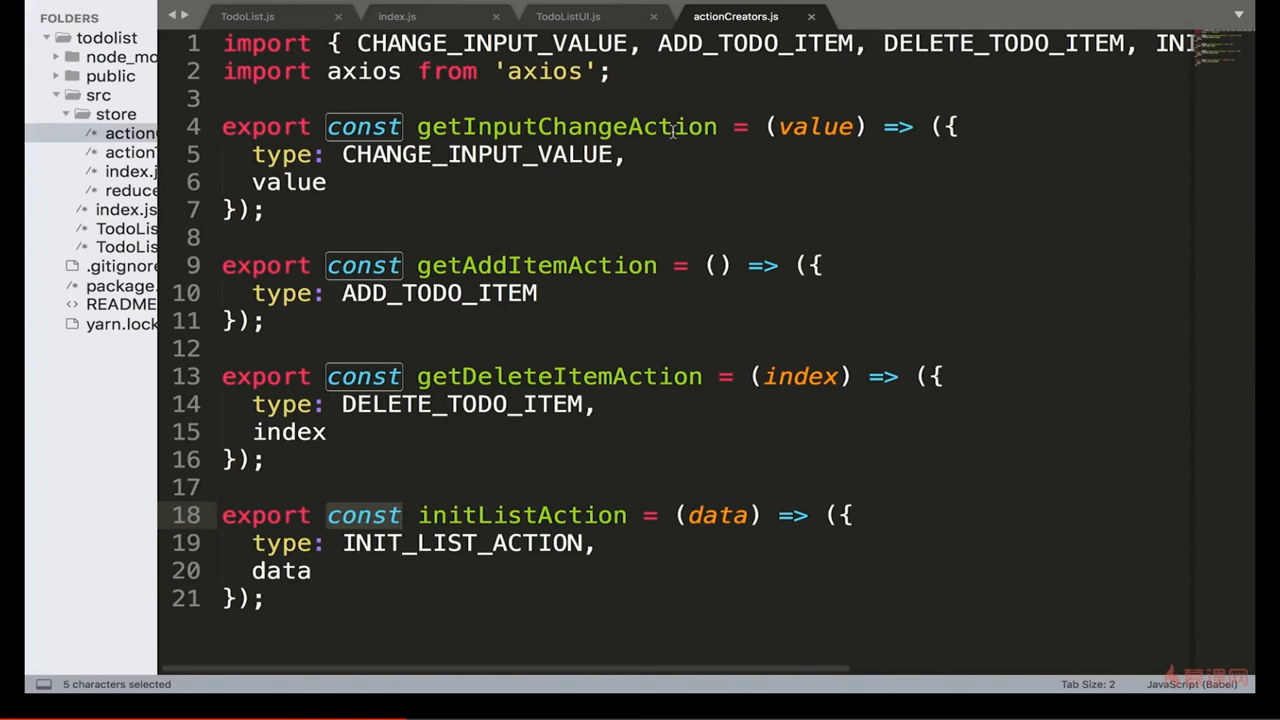 FOLDERS
todolist
node_mo
public
src
store
action
action
index.j
reduce
index.js
TodoLis
TodoLis
.gitignore
package.
README
yarn.lock
TodoList.js
index.js
TodoListUI.js
actionCreators.js
1 import { CHANGE_INPUT_VALUE, ADD_TODO_ITEM, DELETE_TODO_ITEM, INI
2 import axios from 'axios';
3
4 export const getInputChangeAction = (value) => ({
5 type: CHANGE_INPUT_VALUE,
6 value
7 });
8
9 export const getAddItemAction = () => ({
10 type: ADD_TODO_ITEM
11 });
12
13 export const getDeleteItemAction = (index) => ({
14 type: DELETE_TODO_ITEM,
15 index
16 });
17
18 export const initListAction = (data) => ({
19 type: INIT_LIST_ACTION,
20 data
21 });
慕课网
5 characters selected
Tab Size: 2
JavaScript (Babel)